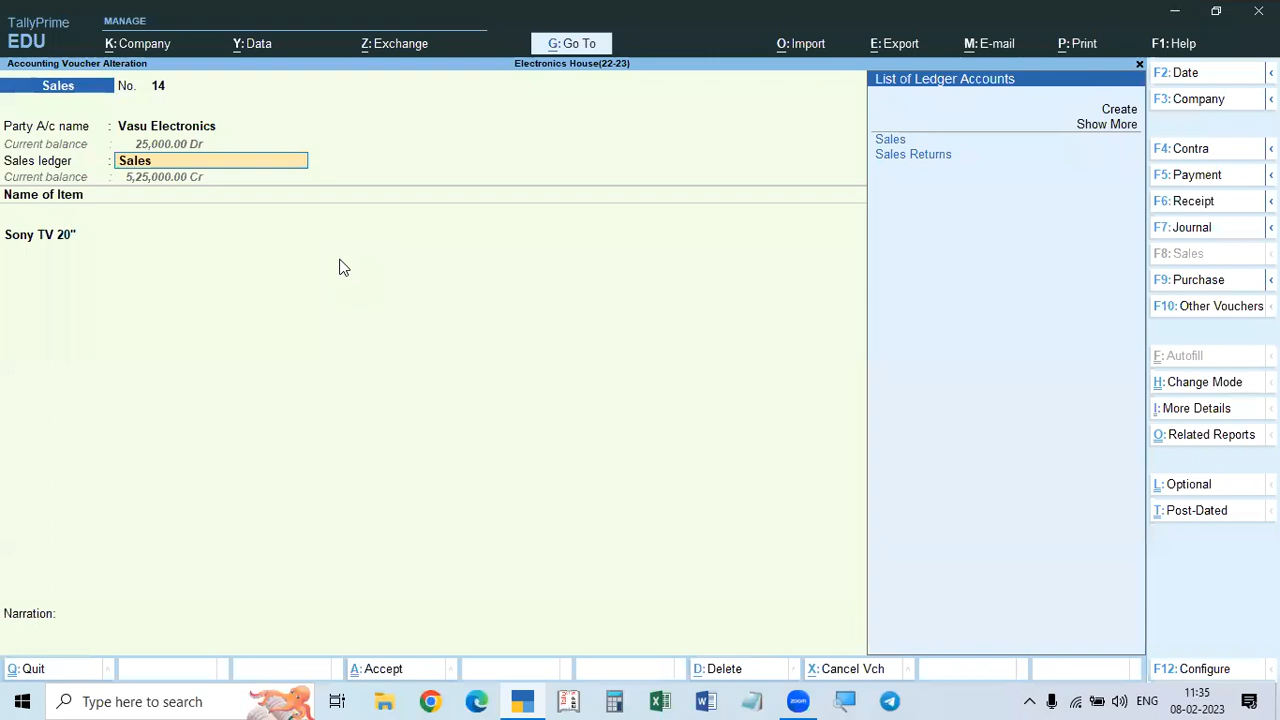 TallyPrime
EDU
MANAGE
K: Company
Y: Data
Z: Exchange
G: Go To
O: Import
E: Export
M: E-mail
P: Print
F1: Help
Accounting Voucher Alteration
Electronics House(22-23)
Sales
No. 14
Party A/c name : Vasu Electronics
Current balance : 25,000.00 Dr
Sales ledger : Sales
Current balance : 5,25,000.00 Cr
Name of Item
Sony TV 20"
Narration:
List of Ledger Accounts
Create
Show More
Sales
Sales Returns
F2: Date
F3: Company
F4: Contra
F5: Payment
F6: Receipt
F7: Journal
F8: Sales
F9: Purchase
F10: Other Vouchers
F: Autofill
H: Change Mode
I: More Details
O: Related Reports
L: Optional
T: Post-Dated
F12: Configure
Q: Quit
A: Accept
D: Delete
X: Cancel Vch
Type here to search
zoom
ENG
11:35
08-02-2023